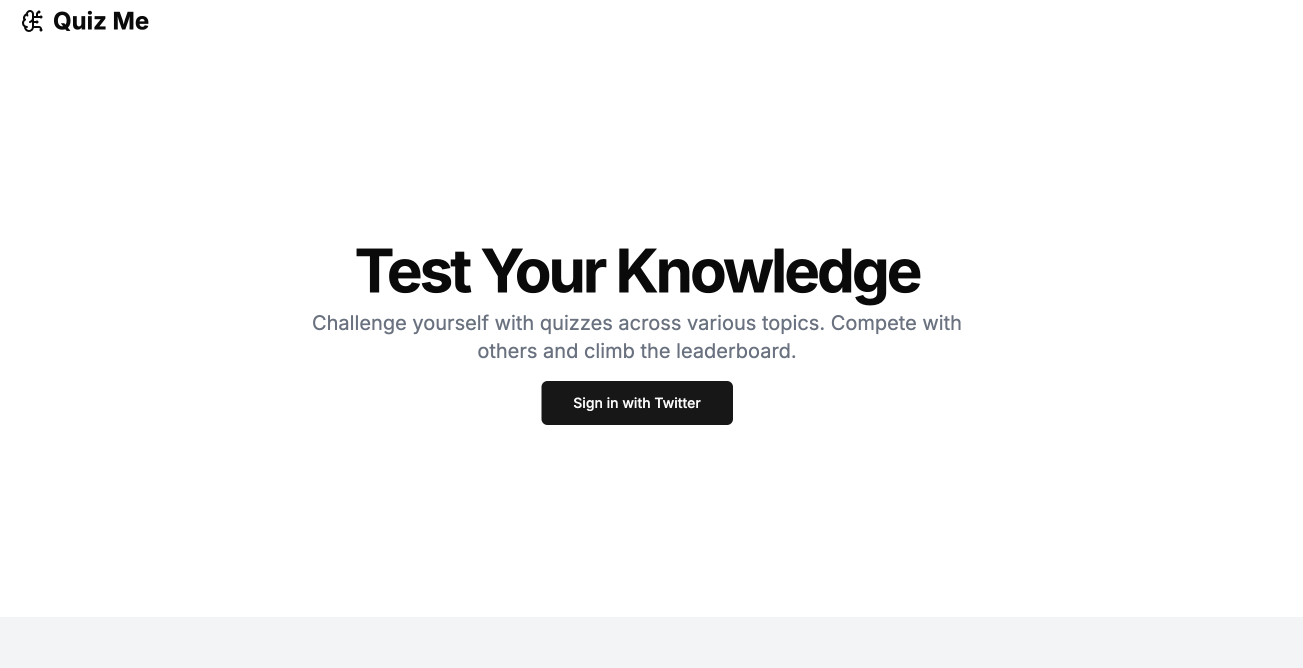 Quiz Me
Test Your Knowledge
Challenge yourself with quizzes across various topics. Compete with
others and climb the leaderboard.
Sign in with Twitter